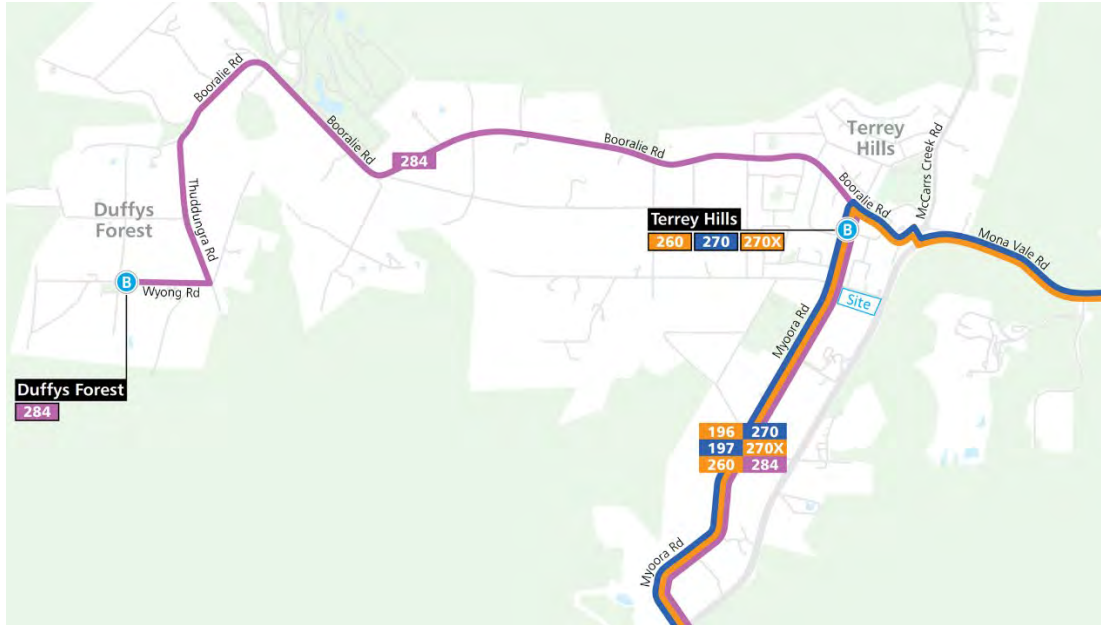 Booralie Rd
Booralie Rd
284
Booralie Rd
Terrey
Hills
McCarrs Creek Rd
Duffys
Forest
Thuddungra Rd
Booralie Rd
Terrey Hills
260 270 270X
B
Mona Vale Rd
B
Wyong Rd
Site
Myoora Rd
Duffys Forest
284
196 270
197 270X
260 284
Myoora Rd